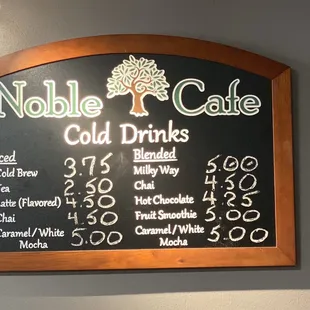 Noble Cafe
Cold Drinks
ced
Cold Brew 3.75
Tea 2.50
atte (Flavored) 4.50
Chai 4.50
Caramel/White
Mocha 5.00
Blended
Milky Way 5.00
Chai 4.50
Hot Chocolate 4.25
Fruit Smoothie 5.00
Caramel/White
Mocha 5.00